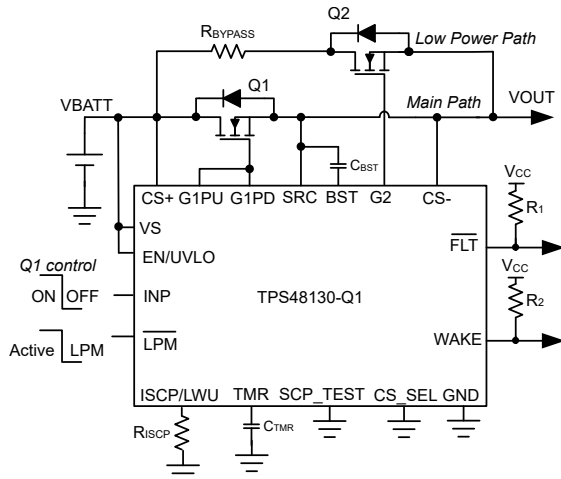 Q2
RBYPASS
Low Power Path
Q1
Main Path
VBATT
VOUT
CBST
CS+ G1PU G1PD SRC BST G2 CS-
VCC
R1
VS
FLT
EN/UVLO
Q1 control
VCC
ON OFF
INP
TPS48130-Q1
R2
LPM
WAKE
Active LPM
ISCP/LWU TMR SCP_TEST CS_SEL GND
RISCP
CTMR